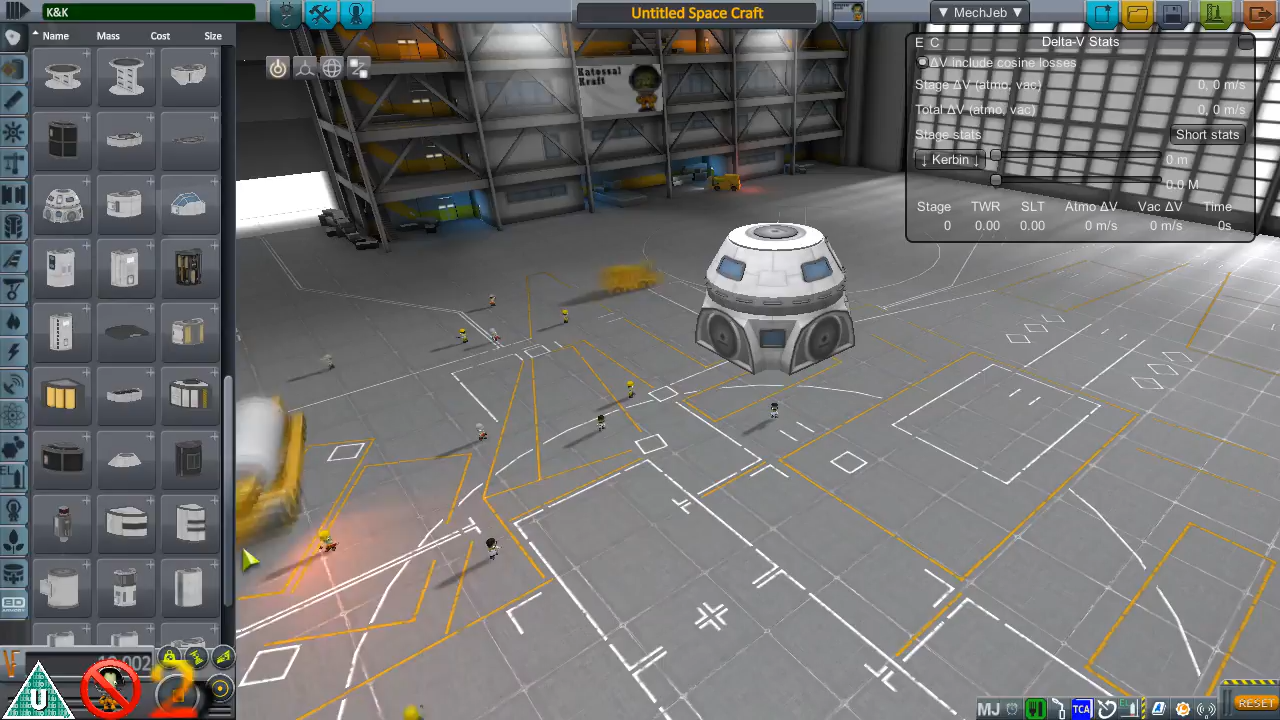 K&K
Untitled Space Craft
▼ MechJeb ▼
Name Mass Cost Size
E C Delta-V Stats
ΔV include cosine losses
Stage ΔV (atmo, vac) 0, 0 m/s
Total ΔV (atmo, vac) 0, 0 m/s
Stage stats Short stats
↓ Kerbin ↓ 0 m
0.0 M
Stage TWR SLT Atmo ΔV Vac ΔV Time
0 0.00 0.00 0 m/s 0 m/s 0s
Kraft
EL
U
MJ
TCA
EL
RESET